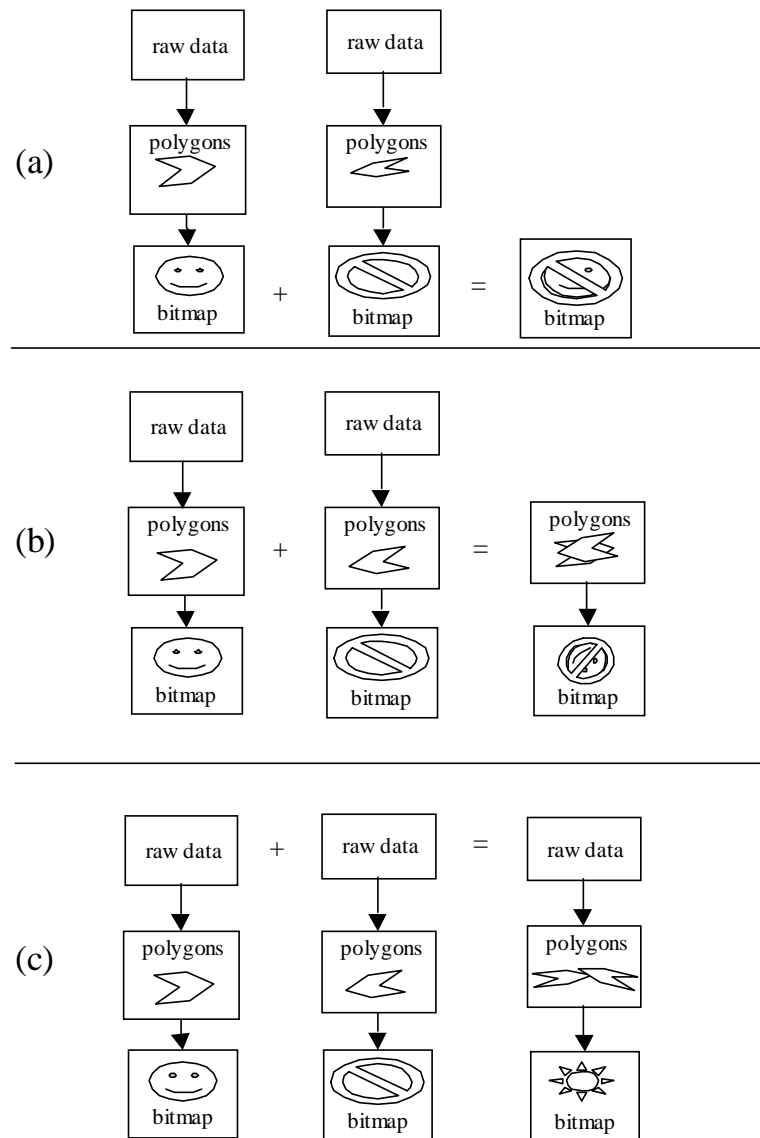 raw data
raw data
(a)
polygons
polygons
bitmap
+
bitmap
=
bitmap
raw data
raw data
(b)
polygons
+
polygons
=
polygons
bitmap
bitmap
bitmap
raw data
+
raw data
=
raw data
(c)
polygons
polygons
polygons
bitmap
bitmap
bitmap